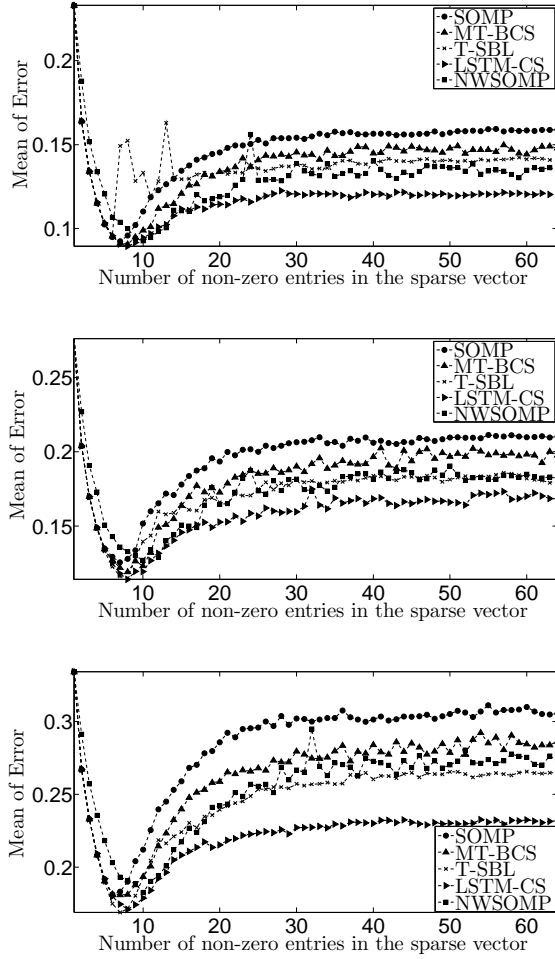 SOMP
MT-BCS
T-SBL
LSTM-CS
NWSOMP
0.2
0.15
0.1
Mean of Error
10 20 30 40 50 60
Number of non-zero entries in the sparse vector
SOMP
MT-BCS
T-SBL
LSTM-CS
NWSOMP
0.25
0.20
0.15
Mean of Error
10 20 30 40 50 60
Number of non-zero entries in the sparse vector
0.3
0.25
0.2
Mean of Error
SOMP
MT-BCS
T-SBL
LSTM-CS
NWSOMP
10 20 30 40 50 60
Number of non-zero entries in the sparse vector